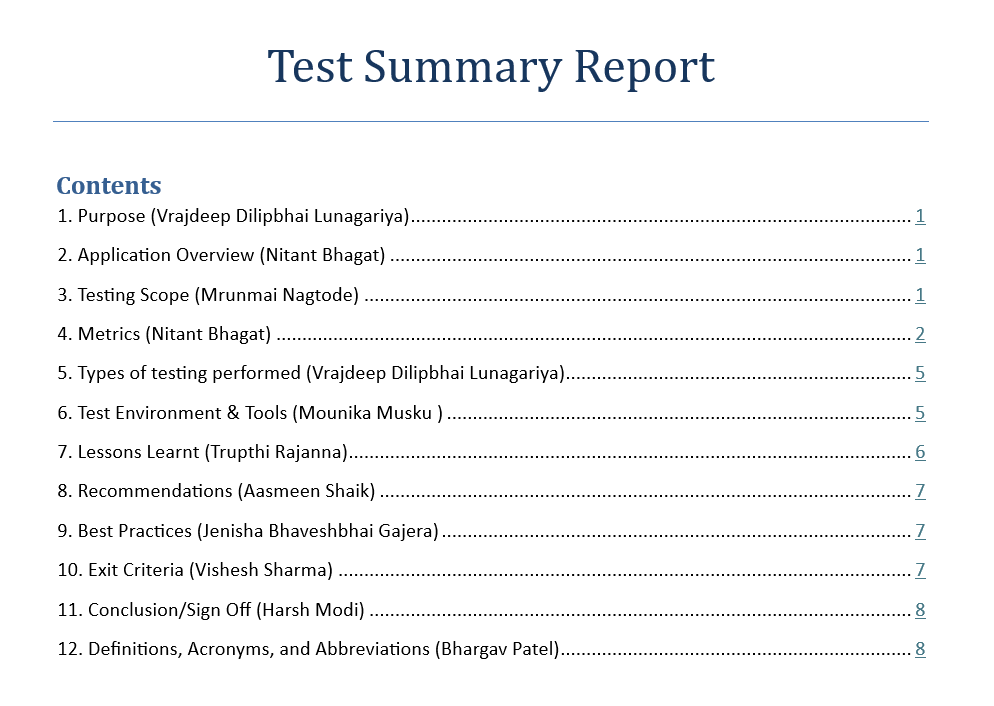 Test Summary Report
Contents
1. Purpose (Vrajdeep Dilipbhai Lunagariya)..................................................................................................... 1
2. Application Overview (Nitant Bhagat) ......................................................................................................... 1
3. Testing Scope (Mrunmai Nagtode) .............................................................................................................. 1
4. Metrics (Nitant Bhagat) ............................................................................................................................... 2
5. Types of testing performed (Vrajdeep Dilipbhai Lunagariya)..................................................................... 5
6. Test Environment & Tools (Mounika Musku ) ............................................................................................. 5
7. Lessons Learnt (Trupthi Rajanna)................................................................................................................. 6
8. Recommendations (Aasmeen Shaik) ........................................................................................................... 7
9. Best Practices (Jenisha Bhaveshbhai Gajera) .............................................................................................. 7
10. Exit Criteria (Vishesh Sharma) ................................................................................................................... 7
11. Conclusion/Sign Off (Harsh Modi) ............................................................................................................. 8
12. Definitions, Acronyms, and Abbreviations (Bhargav Patel)...................................................................... 8